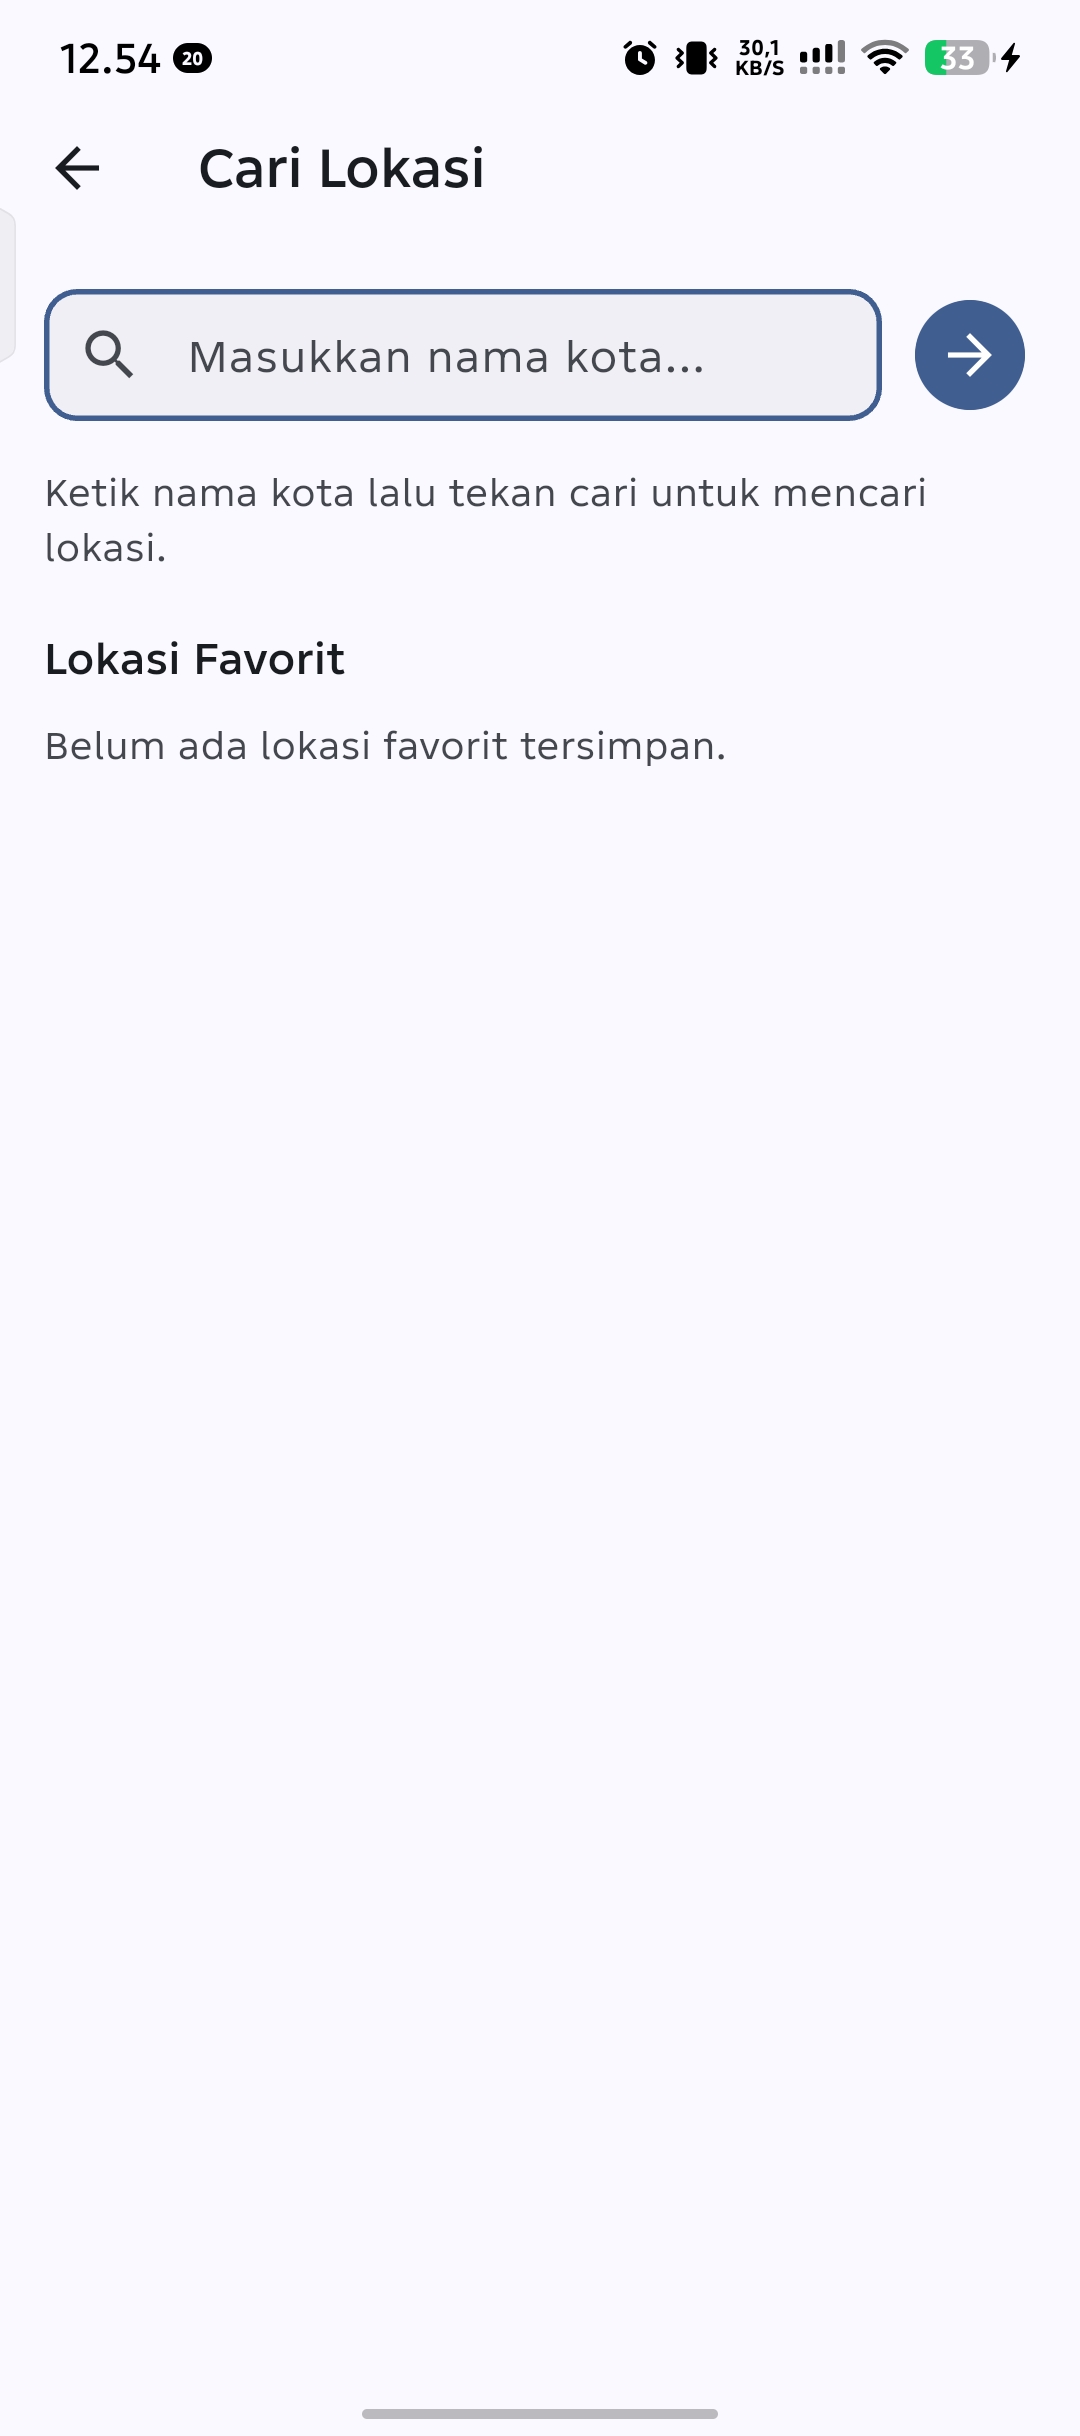 12.54 20 30,1 KB/S 33
Cari Lokasi
Masukkan nama kota...
Ketik nama kota lalu tekan cari untuk mencari
lokasi.
Lokasi Favorit
Belum ada lokasi favorit tersimpan.